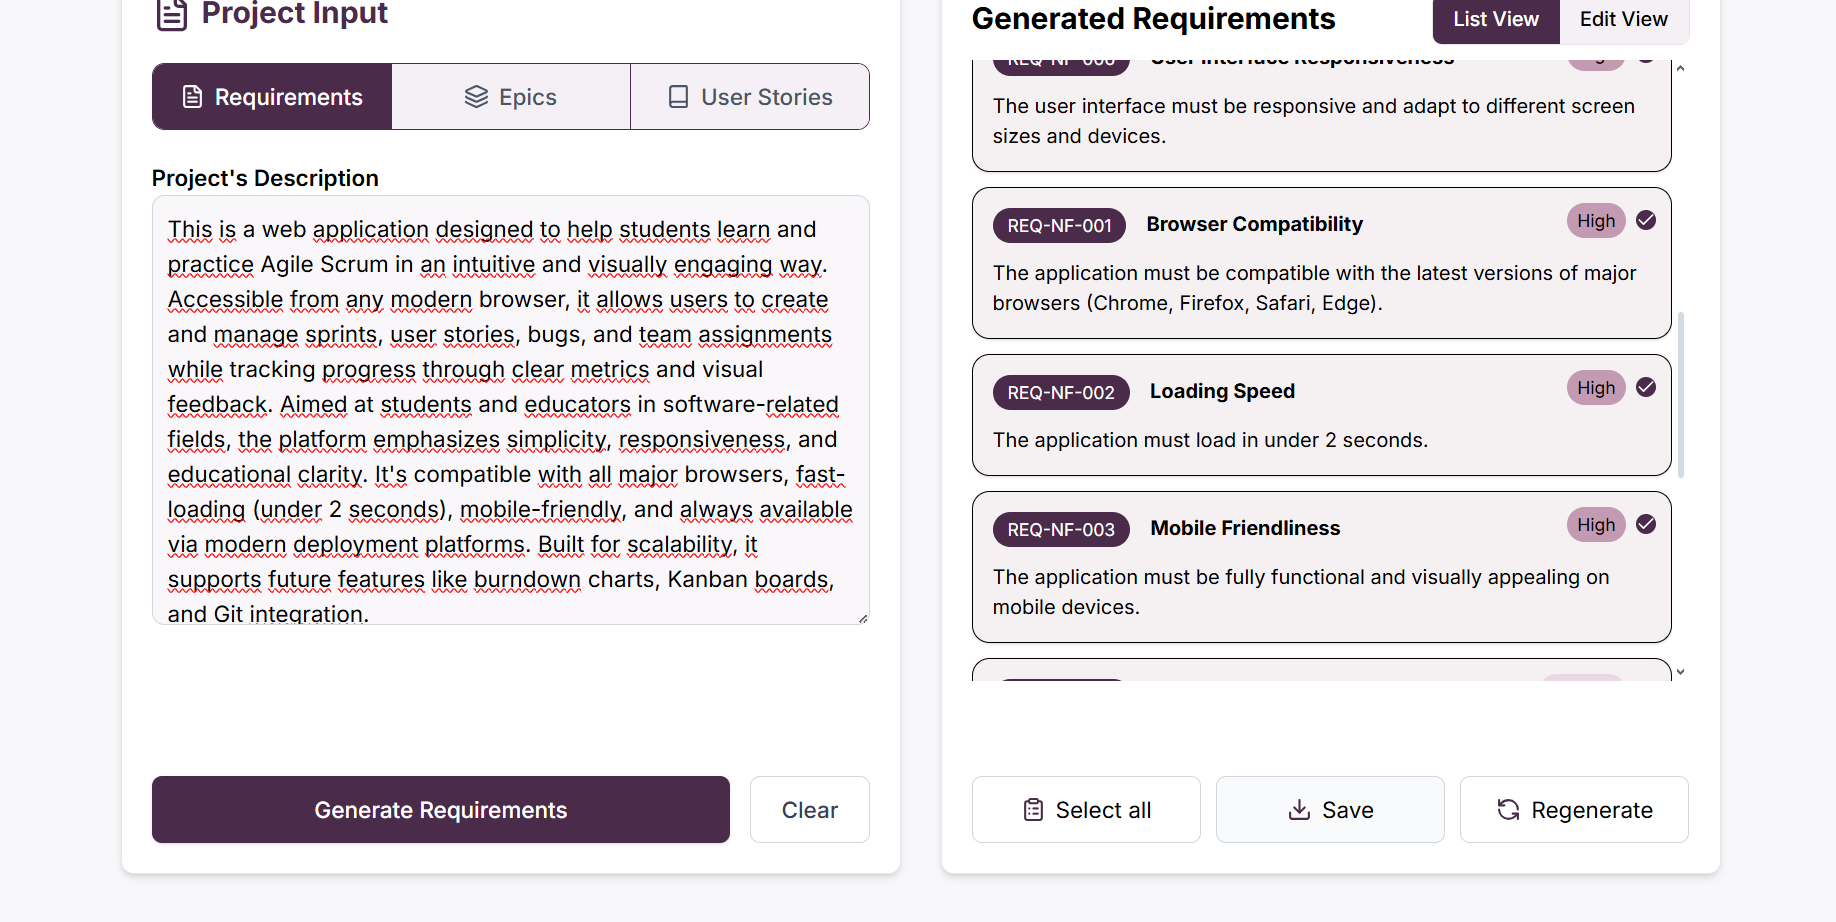 Project Input
Requirements
Epics
User Stories
Project's Description
This is a web application designed to help students learn and
practice Agile Scrum in an intuitive and visually engaging way.
Accessible from any modern browser, it allows users to create
and manage sprints, user stories, bugs, and team assignments
while tracking progress through clear metrics and visual
feedback. Aimed at students and educators in software-related
fields, the platform emphasizes simplicity, responsiveness, and
educational clarity. It's compatible with all major browsers, fast-
loading (under 2 seconds), mobile-friendly, and always available
via modern deployment platforms. Built for scalability, it
supports future features like burndown charts, Kanban boards,
and Git integration.
Generate Requirements
Clear
Generated Requirements
List View
Edit View
User Interface Responsiveness
The user interface must be responsive and adapt to different screen
sizes and devices.
REQ-NF-001
Browser Compatibility
High
The application must be compatible with the latest versions of major
browsers (Chrome, Firefox, Safari, Edge).
REQ-NF-002
Loading Speed
High
The application must load in under 2 seconds.
REQ-NF-003
Mobile Friendliness
High
The application must be fully functional and visually appealing on
mobile devices.
Select all
Save
Regenerate